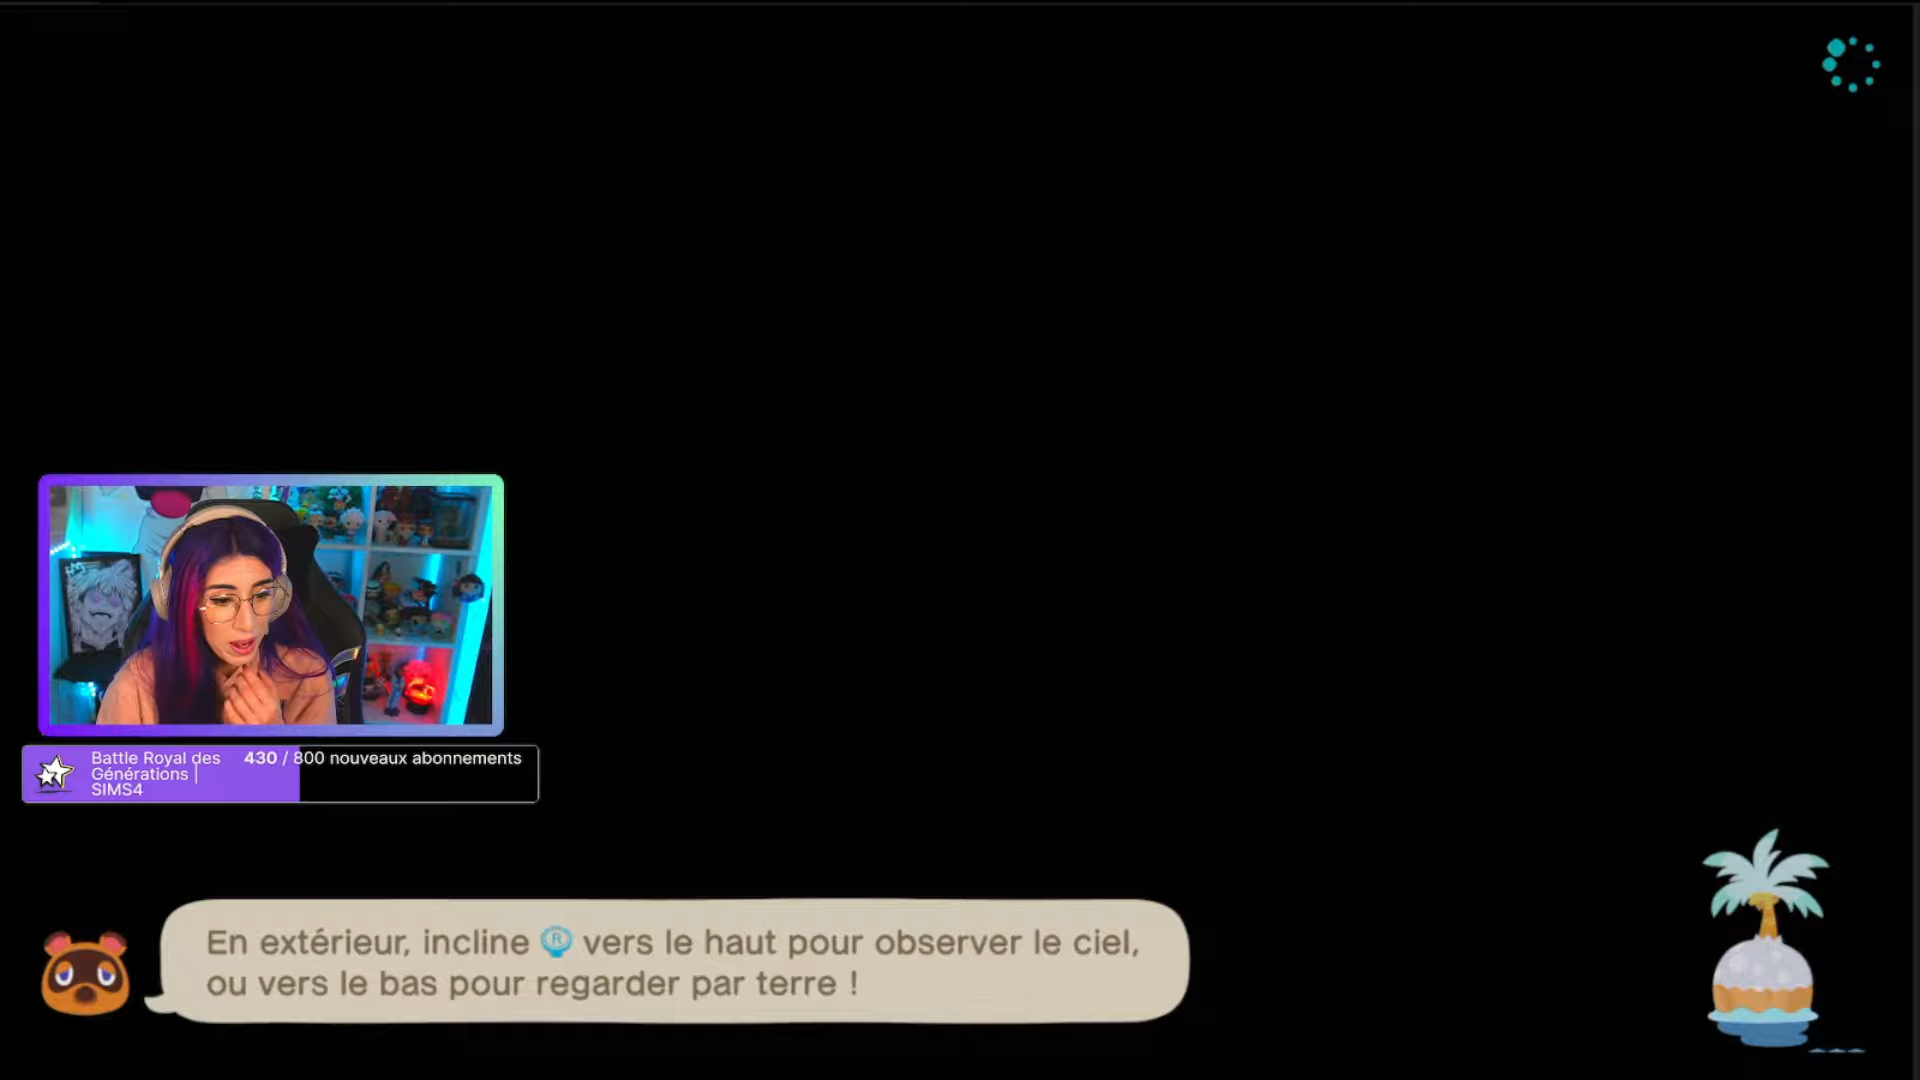 Battle Royal des
Générations |
SIMS4
430 / 800 nouveaux abonnements
En extérieur, incline R vers le haut pour observer le ciel,
ou vers le bas pour regarder par terre !